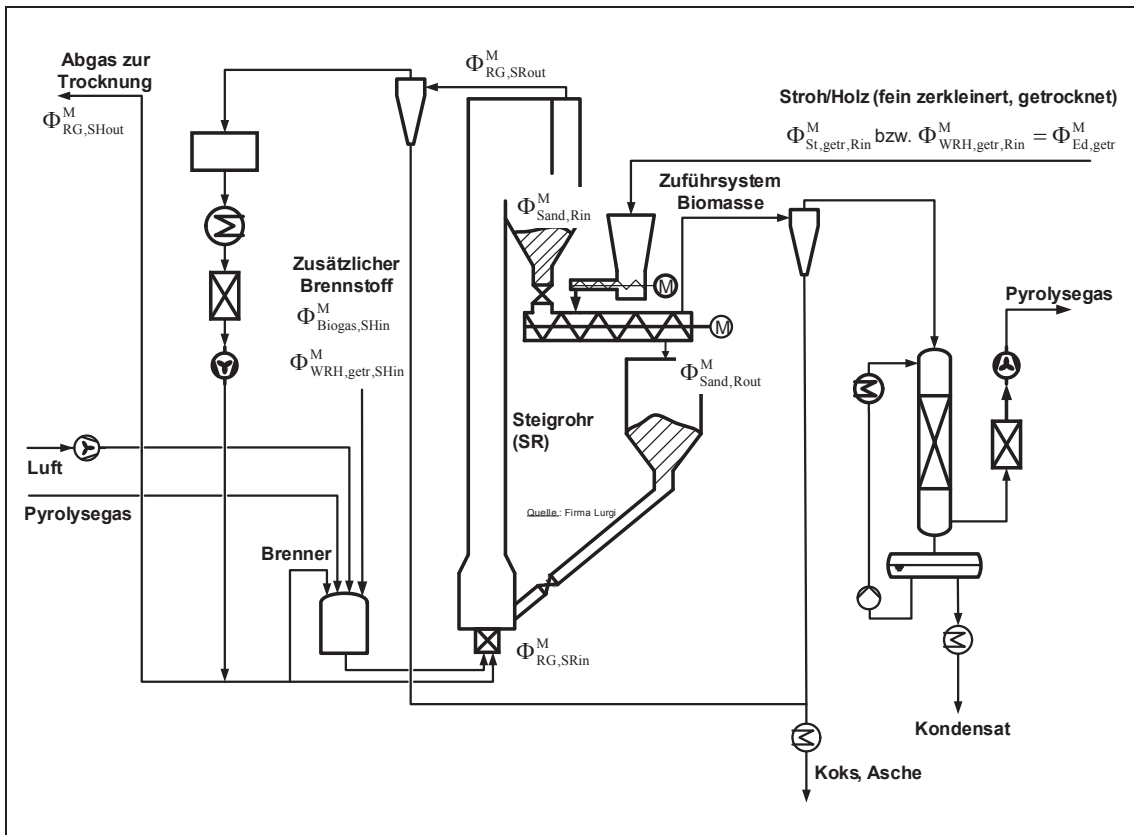 Abgas zur
Trocknung
Φ^M_RG,SHout
Φ^M_RG,SRout
Stroh/Holz (fein zerkleinert, getrocknet)
Φ^M_St,getr,Rin bzw. Φ^M_WRH,getr,Rin = Φ^M_Ed,getr
Zuführsystem
Biomasse
Φ^M_Sand,Rin
Zusätzlicher
Brennstoff
Φ^M_Biogas,SHin
Φ^M_WRH,getr,SHin
M
M
Pyrolysegas
Φ^M_Sand,Rout
Steigrohr
(SR)
Luft
Quelle: Firma Lurgi
Pyrolysegas
Brenner
Φ^M_RG,SRin
Kondensat
Koks, Asche